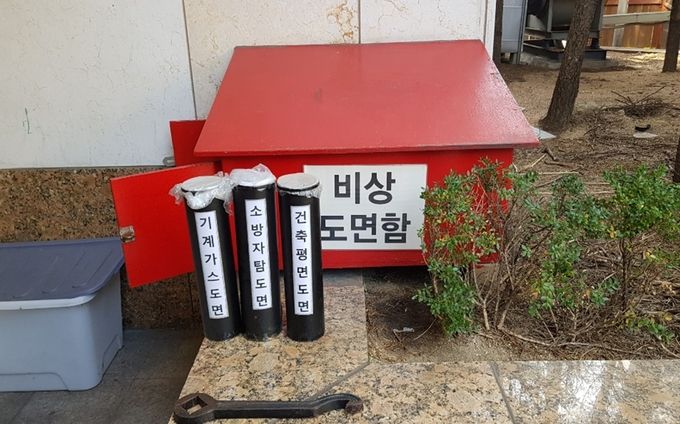 비상
도면함
기계가스도면
소방자탐도면
건축평면도면